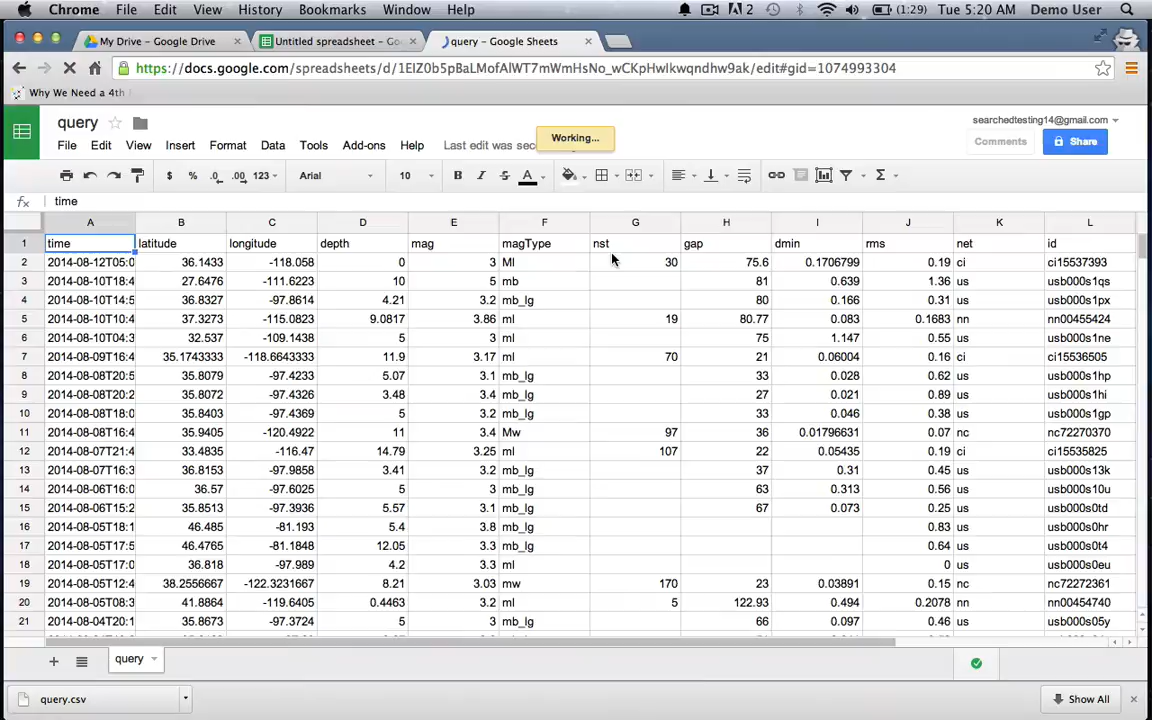 Chrome File Edit View History Bookmarks Window Help 2 (1:29) Tue 5:20 AM Demo User
My Drive – Google Drive × Untitled spreadsheet - Goo × query – Google Sheets ×
https://docs.google.com/spreadsheets/d/1EIZ0b5pBaLMofAlWT7mWmHsNo_wCKpHwlkwqndhw9ak/edit#gid=1074993304
Why We Need a 4th
query searchedtesting14@gmail.com
Working...
File Edit View Insert Format Data Tools Add-ons Help Last edit was sec Comments Share
$ % .0 .00 123 Arial 10 B I S A Σ
fx time
A B C D E F G H I J K L
1 time latitude longitude depth mag magType nst gap dmin rms net id
2 2014-08-12T05:0 36.1433 -118.058 0 3 Ml 30 75.6 0.1706799 0.19 ci ci15537393
3 2014-08-10T18:4 27.6476 -111.6223 10 5 mb 81 0.639 1.36 us usb000s1qs
4 2014-08-10T14:5 36.8327 -97.8614 4.21 3.2 mb_lg 80 0.166 0.31 us usb000s1px
5 2014-08-10T10:4 37.3273 -115.0823 9.0817 3.86 ml 19 80.77 0.083 0.1683 nn nn00455424
6 2014-08-10T04:3 32.537 -109.1438 5 3 ml 75 1.147 0.55 us usb000s1ne
7 2014-08-09T16:4 35.1743333 -118.6643333 11.9 3.17 ml 70 21 0.06004 0.16 ci ci15536505
8 2014-08-08T20:5 35.8079 -97.4233 5.07 3.1 mb_lg 33 0.028 0.62 us usb000s1hp
9 2014-08-08T20:2 35.8072 -97.4326 3.48 3.4 mb_lg 27 0.021 0.89 us usb000s1hi
10 2014-08-08T18:0 35.8403 -97.4369 5 3.2 mb_lg 33 0.046 0.38 us usb000s1gp
11 2014-08-08T16:4 35.9405 -120.4922 11 3.4 Mw 97 36 0.01796631 0.07 nc nc72270370
12 2014-08-07T21:4 33.4835 -116.47 14.79 3.25 ml 107 22 0.05435 0.19 ci ci15535825
13 2014-08-07T16:3 36.8153 -97.9858 3.41 3.2 mb_lg 37 0.31 0.45 us usb000s13k
14 2014-08-06T16:0 36.57 -97.6025 5 3 mb_lg 63 0.313 0.56 us usb000s10u
15 2014-08-06T15:2 35.8513 -97.3936 5.57 3.1 mb_lg 67 0.073 0.25 us usb000s0td
16 2014-08-05T18:1 46.485 -81.193 5.4 3.8 mb_lg 0.83 us usb000s0hr
17 2014-08-05T17:5 46.4765 -81.1848 12.05 3.3 mb_lg 0.64 us usb000s0t4
18 2014-08-05T17:0 36.818 -97.989 4.2 3.3 ml 0 us usb000s0eu
19 2014-08-05T12:4 38.2556667 -122.3231667 8.21 3.03 mw 170 23 0.03891 0.15 nc nc72272361
20 2014-08-05T08:3 41.8864 -119.6405 0.4463 3.2 ml 5 122.93 0.494 0.2078 nn nn00454740
21 2014-08-04T20:1 35.8673 -97.3724 5 3 mb_lg 66 0.097 0.46 us usb000s05y
query
query.csv Show All